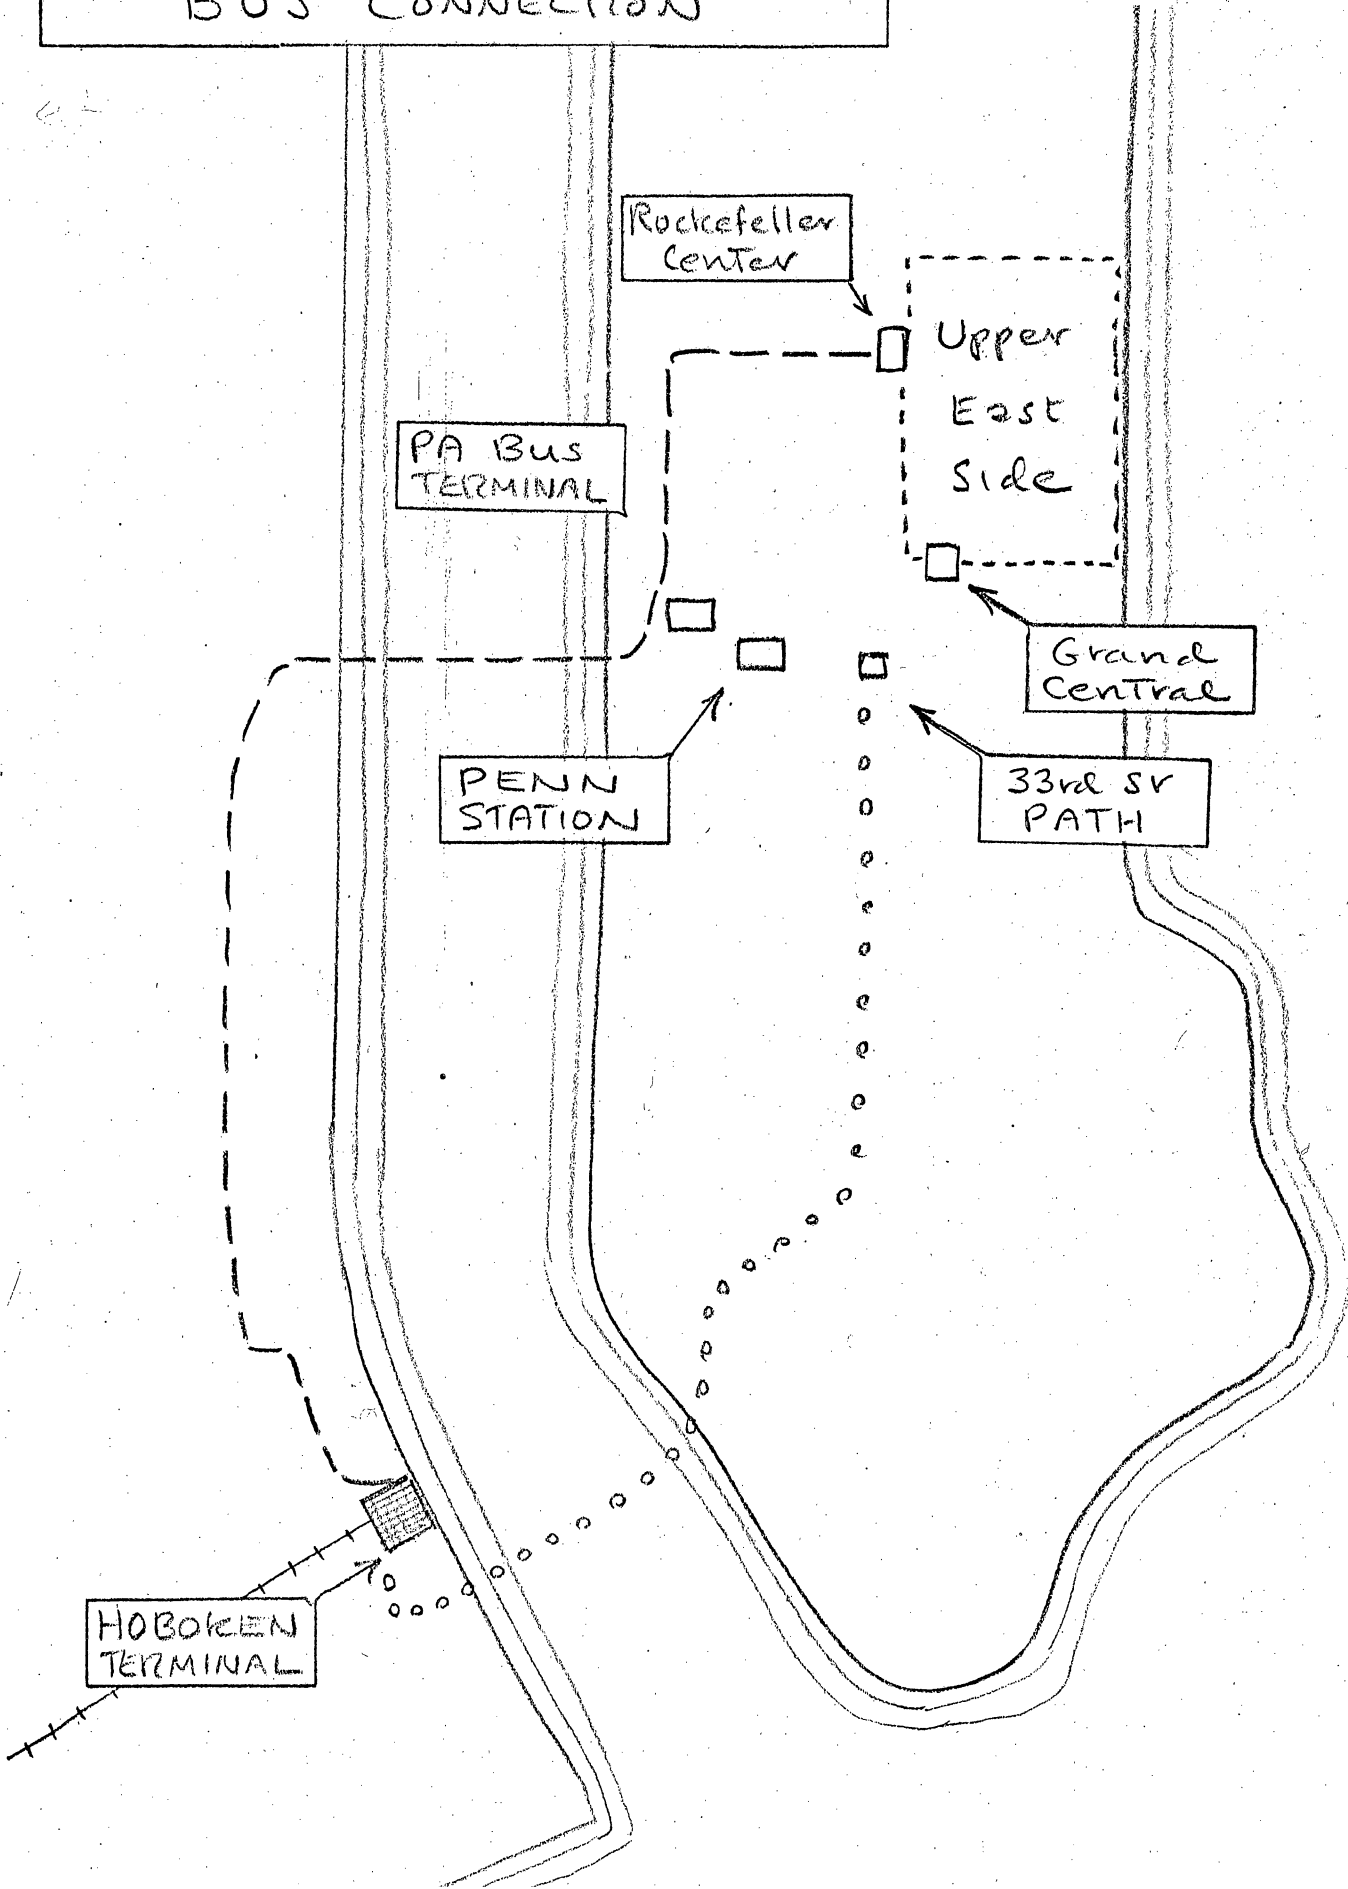 BUS CONNECTION
Rockefeller
Center
Upper
East
Side
PA Bus
TERMINAL
Grand
Central
PENN
STATION
33rd St
PATH
HOBOKEN
TERMINAL